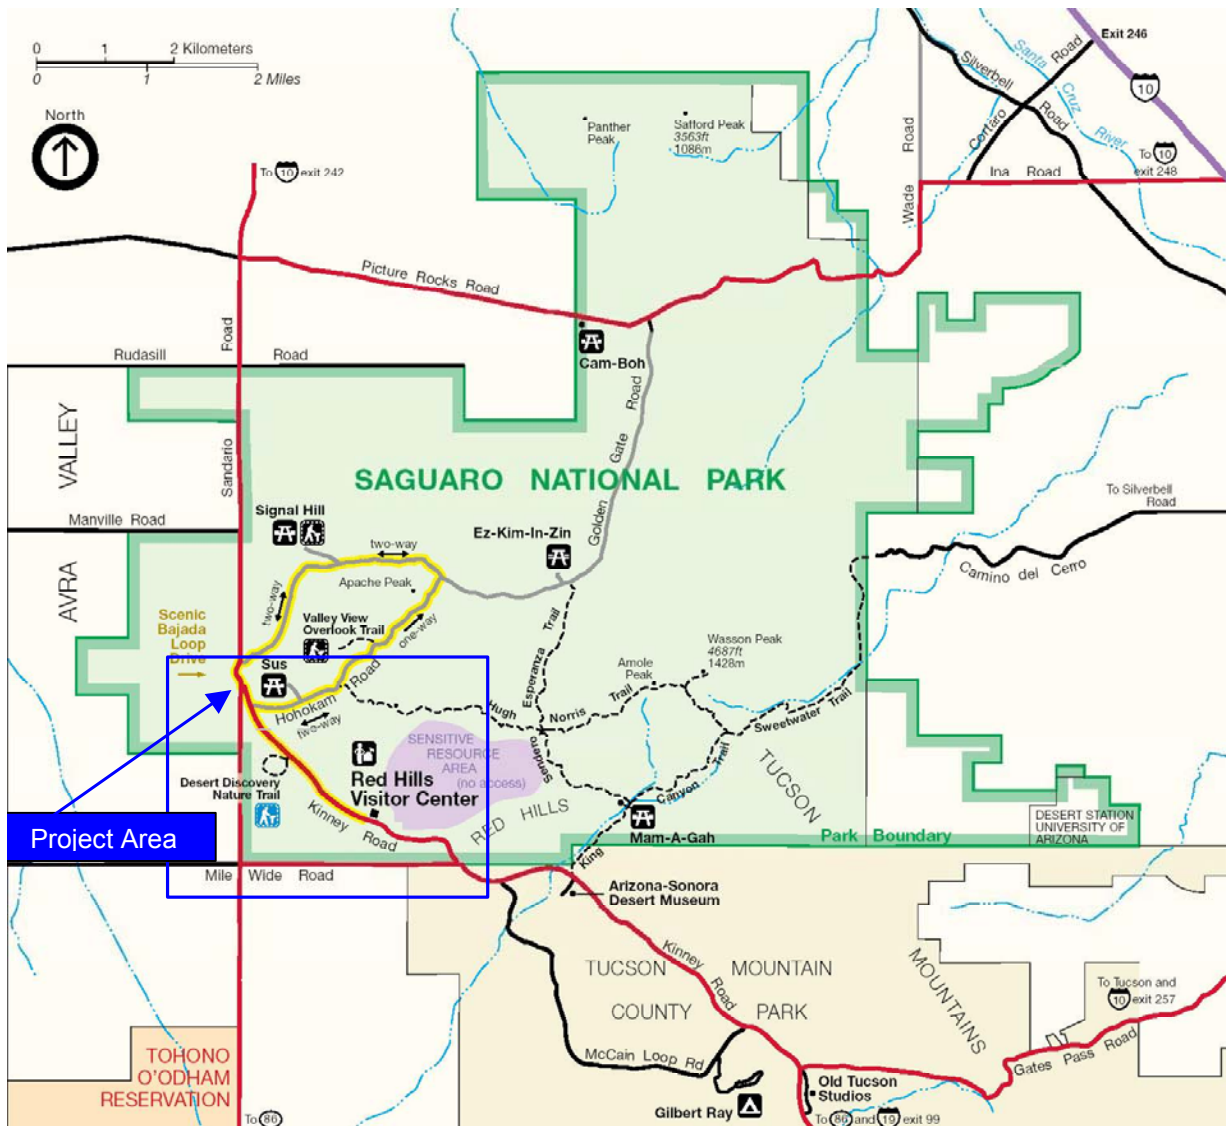 0 1 2 Kilometers
0 1 2 Miles
North
To 10 exit 242
Panther
Peak
Safford Peak
3563ft
1086m
Santa
Cruz
River
Silverbell
Road
Cortaro
Road
Exit 246
10
To 10
exit 248
Ina Road
Wade
Road
Picture Rocks Road
Rudasill Road
Sandario
Road
Cam-Boh
Golden Gate Road
VALLEY
AVRA
SAGUARO NATIONAL PARK
To Silverbell
Road
Camino del Cerro
Manville Road
Signal Hill
two-way
two-way
Apache Peak
Ez-Kim-In-Zin
Scenic
Bajada
Loop
Drive
Valley View
Overlook Trail
one-way
Sus
Hohokam Road
two-way
Esperanza Trail
Wasson Peak
4687ft
1428m
Amole
Peak
Hugh Norris Trail
Sendero
Sweetwater Trail
SENSITIVE
RESOURCE
AREA
(no access)
Desert Discovery
Nature Trail
Red Hills
Visitor Center
RED HILLS
King Canyon Trail
Mam-A-Gah
TUCSON
MOUNTAINS
Park Boundary
DESERT STATION
UNIVERSITY OF
ARIZONA
Project Area
Kinney Road
Mile Wide Road
Arizona-Sonora
Desert Museum
Kinney Road
TUCSON MOUNTAIN
COUNTY PARK
McCain Loop Rd
Gilbert Ray
Old Tucson
Studios
To 86 and 19 exit 99
To Tucson and
10 exit 257
Gates Pass Road
TOHONO
O'ODHAM
RESERVATION
To 86